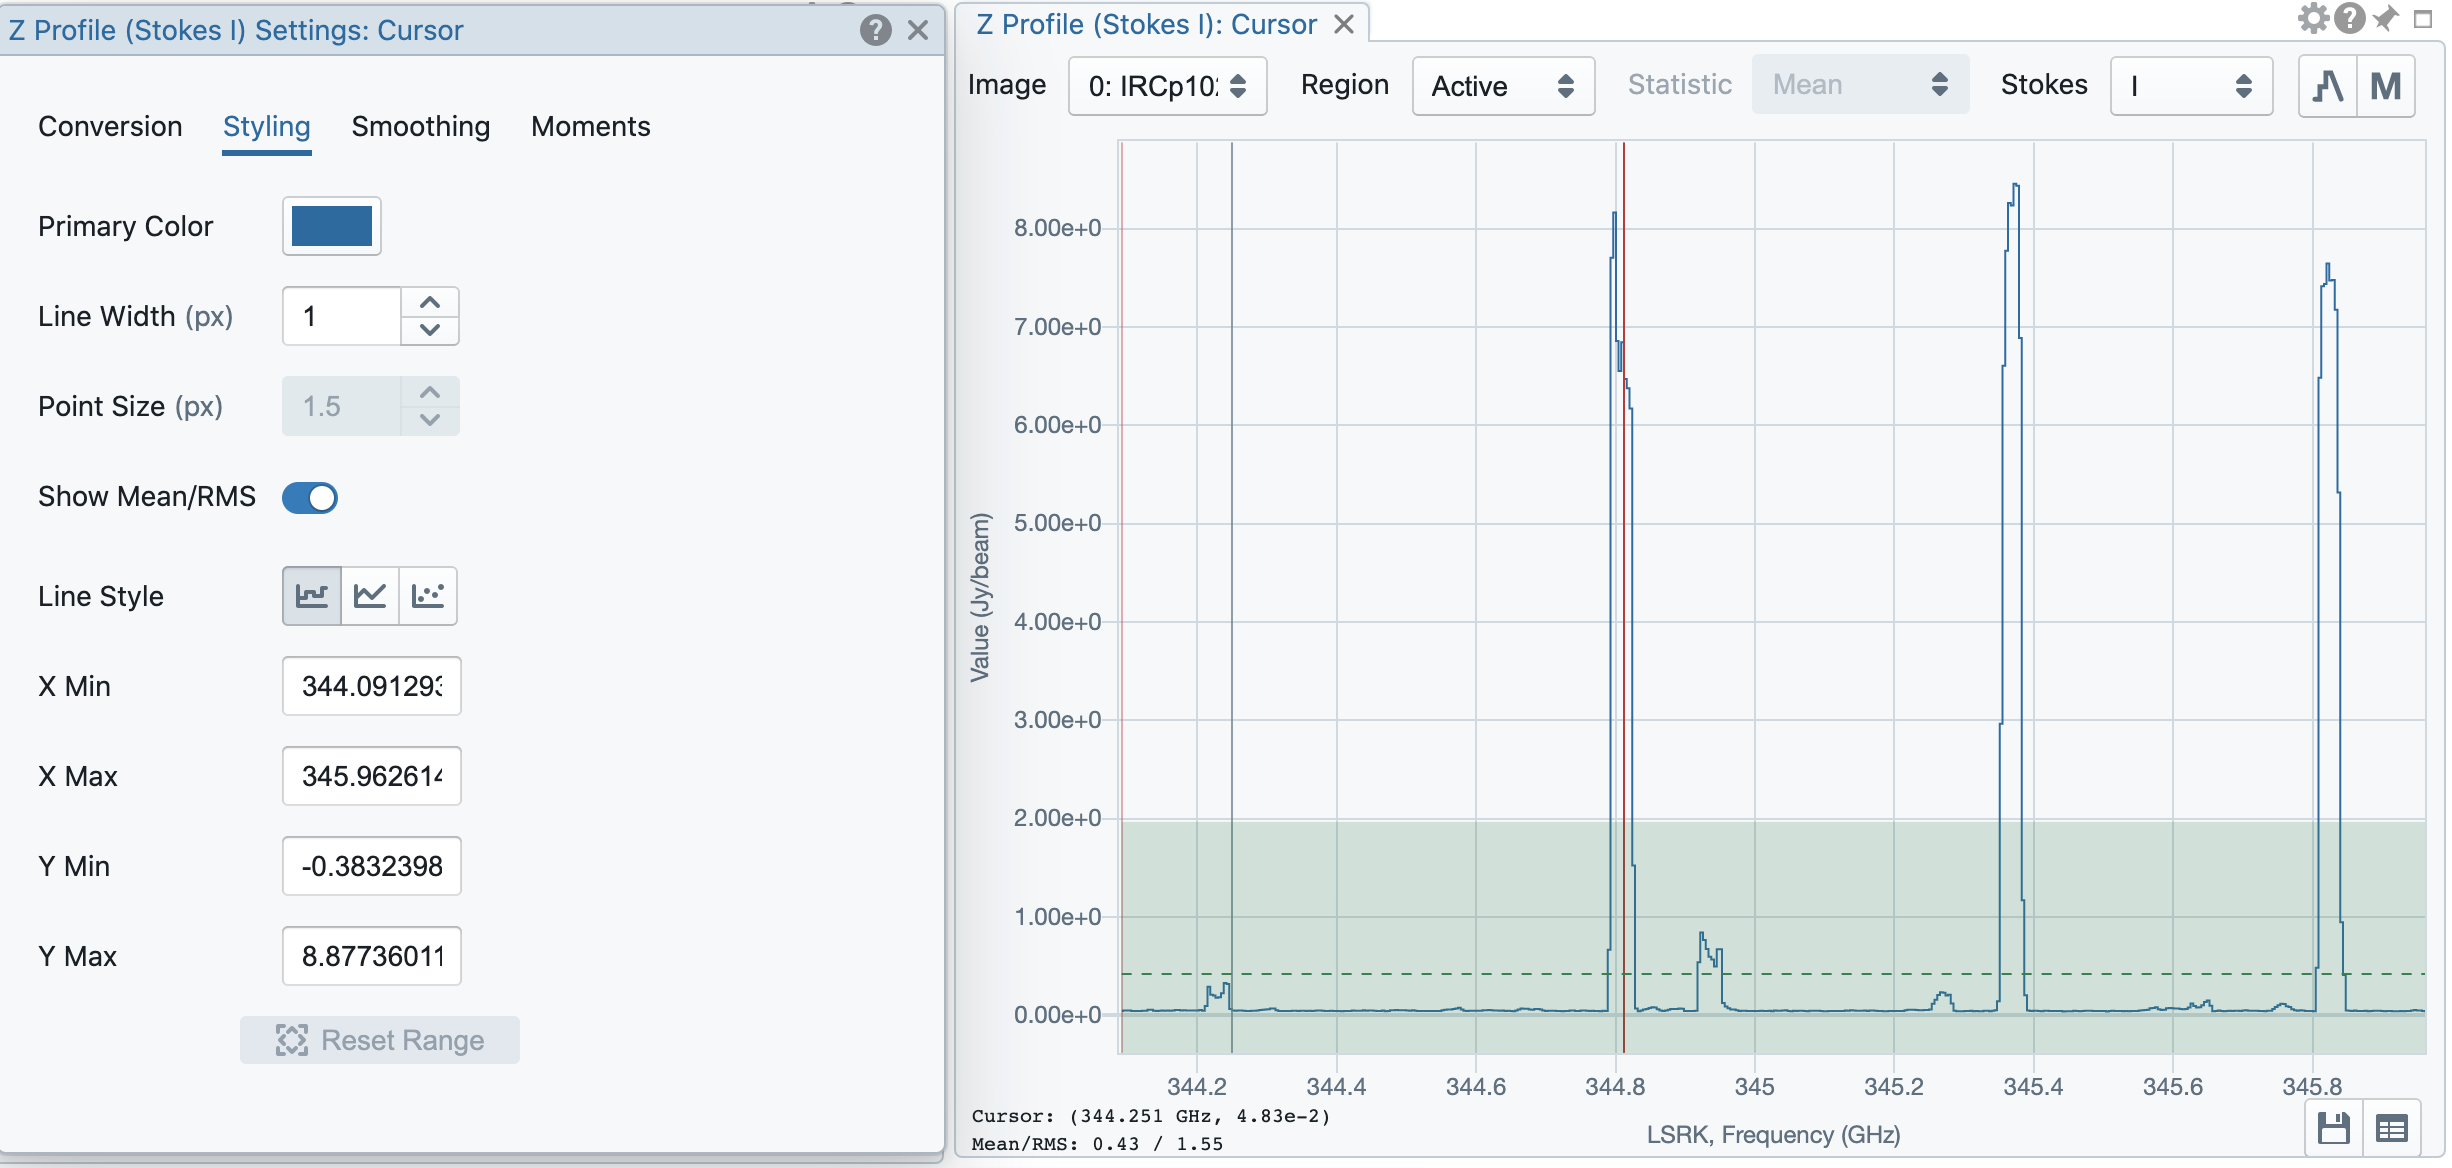 Z Profile (Stokes I) Settings: Cursor
Conversion Styling Smoothing Moments
Primary Color
Line Width (px) 1
Point Size (px) 1.5
Show Mean/RMS
Line Style
X Min 344.091293
X Max 345.962614
Y Min -0.3832398
Y Max 8.87736011
Reset Range
Z Profile (Stokes I): Cursor
Image 0: IRCp10 Region Active Statistic Mean Stokes I M
Value (Jy/beam)
8.00e+0
7.00e+0
6.00e+0
5.00e+0
4.00e+0
3.00e+0
2.00e+0
1.00e+0
0.00e+0
344.2 344.4 344.6 344.8 345 345.2 345.4 345.6 345.8
LSRK, Frequency (GHz)
Cursor: (344.251 GHz, 4.83e-2)
Mean/RMS: 0.43 / 1.55